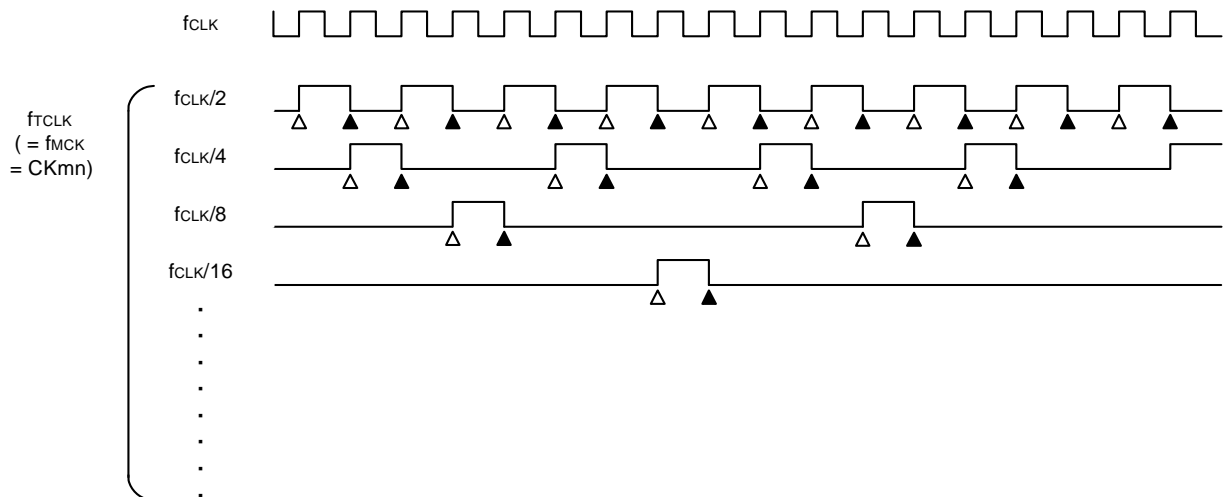 fCLK
fCLK/2
fTCLK
( = fMCK
= CKmn)
fCLK/4
fCLK/8
fCLK/16